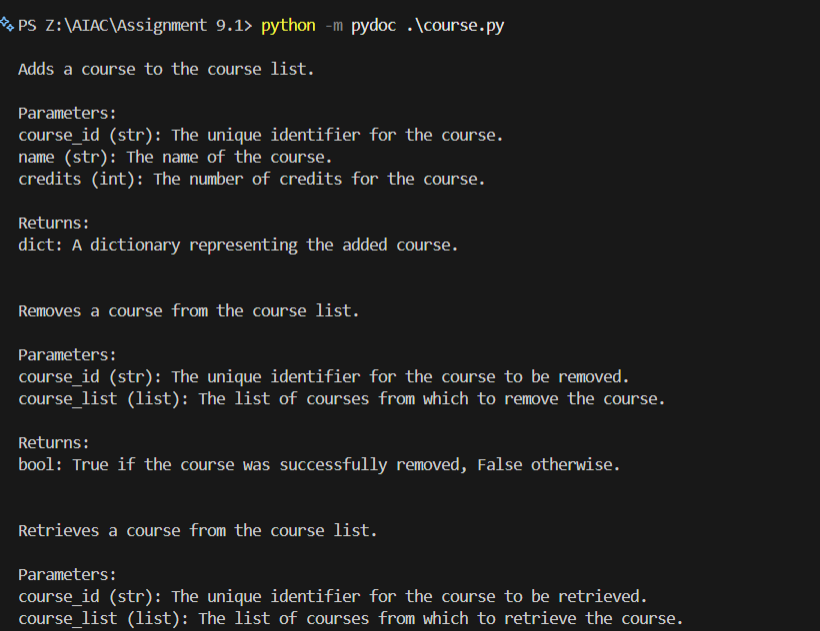 PS Z:\AIAC\Assignment 9.1> python -m pydoc .\course.py
Adds a course to the course list.
Parameters:
course_id (str): The unique identifier for the course.
name (str): The name of the course.
credits (int): The number of credits for the course.
Returns:
dict: A dictionary representing the added course.
Removes a course from the course list.
Parameters:
course_id (str): The unique identifier for the course to be removed.
course_list (list): The list of courses from which to remove the course.
Returns:
bool: True if the course was successfully removed, False otherwise.
Retrieves a course from the course list.
Parameters:
course_id (str): The unique identifier for the course to be retrieved.
course_list (list): The list of courses from which to retrieve the course.